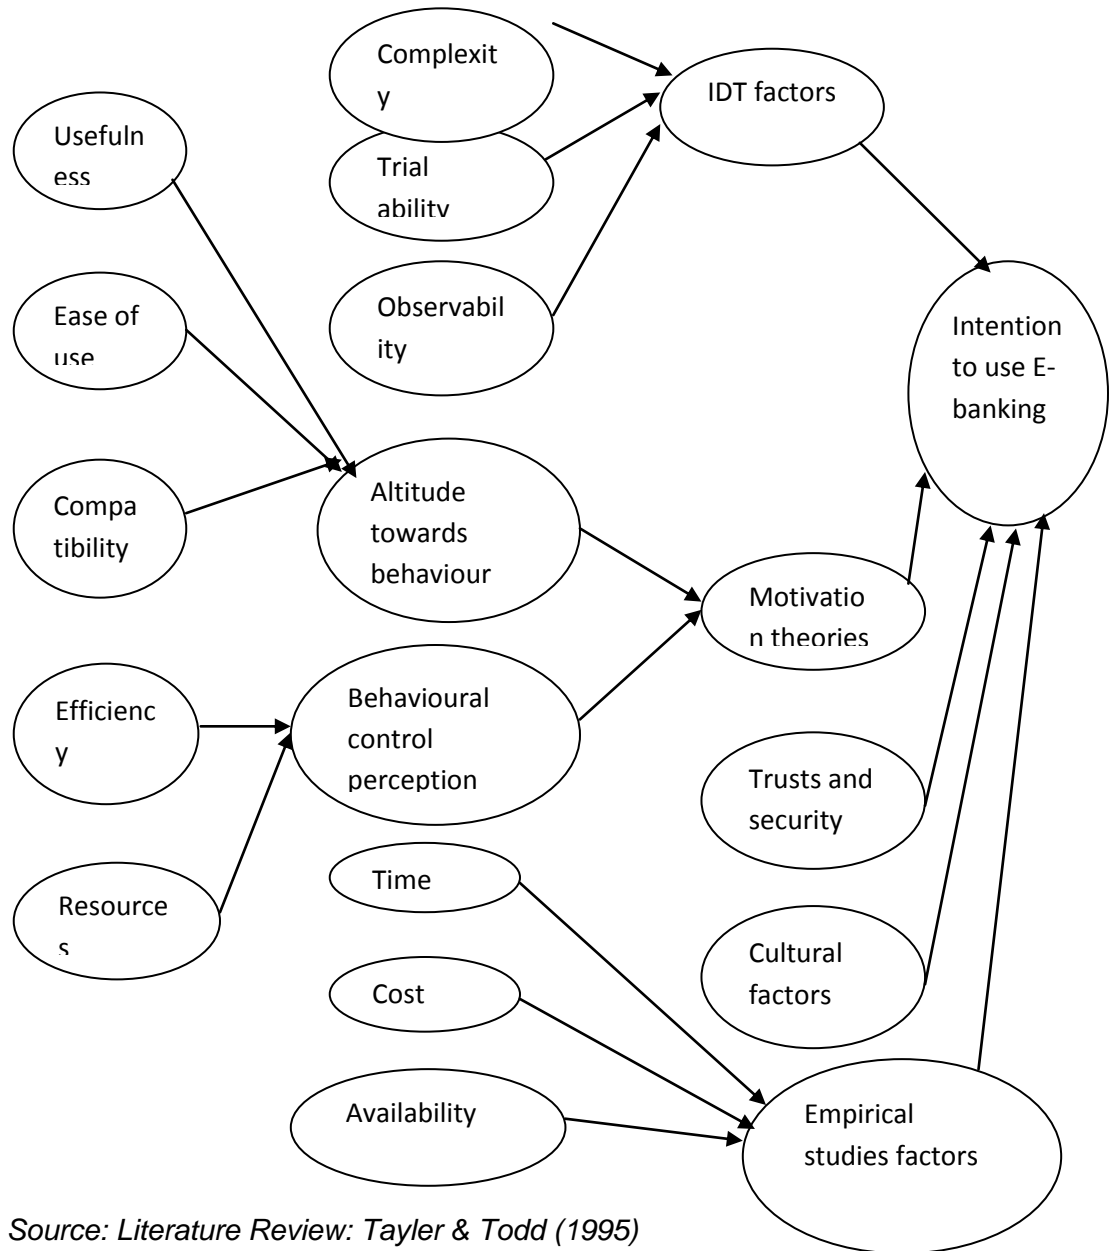 Complexit
y
IDT factors
Usefuln
ess
Trial
ability
Ease of
use
Observabil
ity
Intention
to use E-
banking
Compa
tibility
Altitude
towards
behaviour
Motivatio
n theories
Efficienc
y
Behavioural
control
perception
Trusts and
security
Time
Resource
s
Cultural
factors
Cost
Availability
Empirical
studies factors
Source: Literature Review: Tayler & Todd (1995)